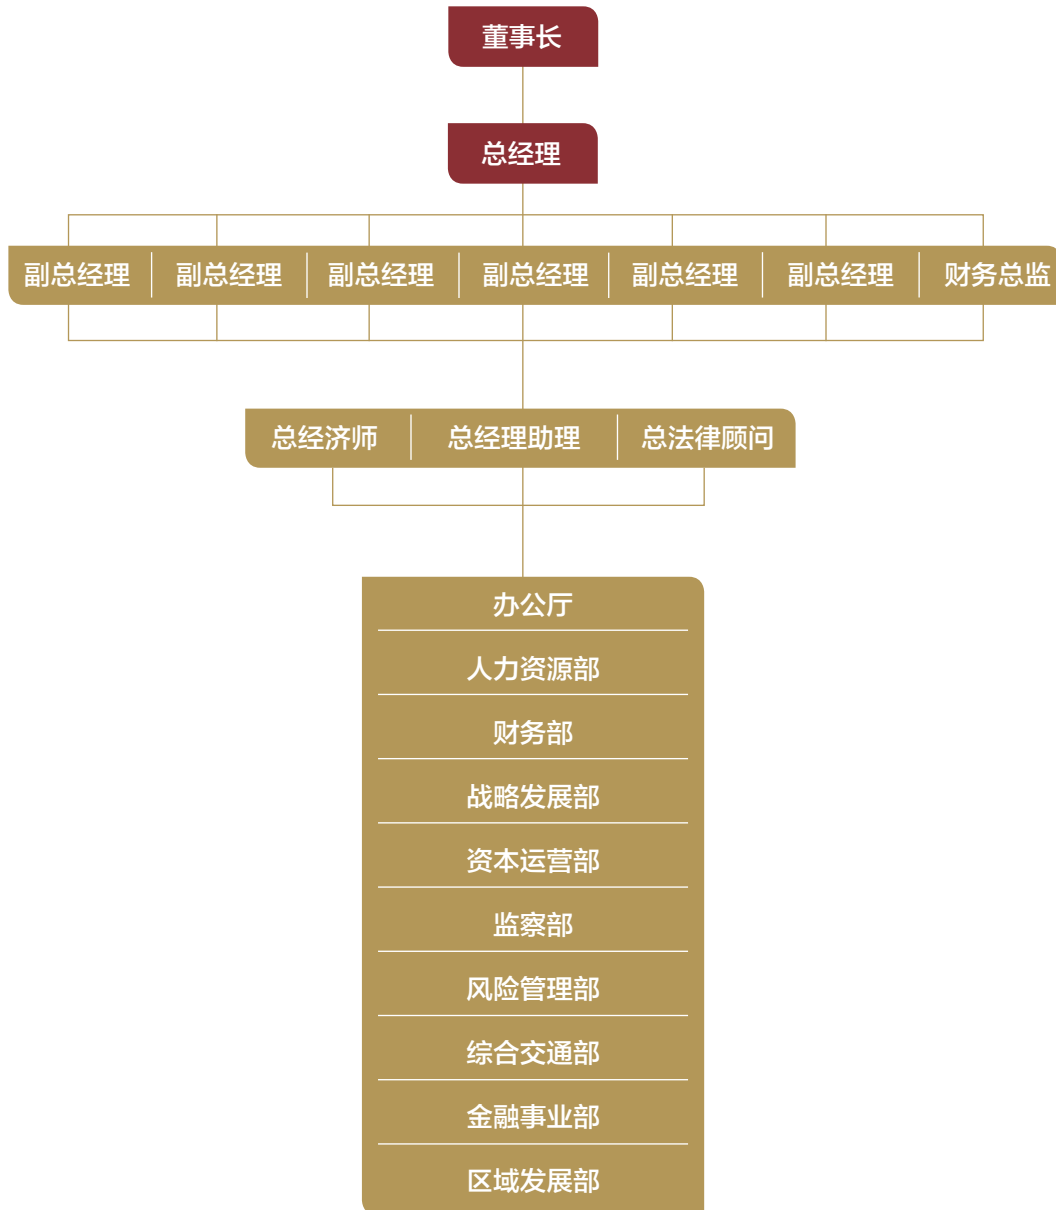 董事长
总经理
副总经理 副总经理 副总经理 副总经理 副总经理 副总经理 财务总监
总经济师 总经理助理 总法律顾问
办公厅
人力资源部
财务部
战略发展部
资本运营部
监察部
风险管理部
综合交通部
金融事业部
区域发展部